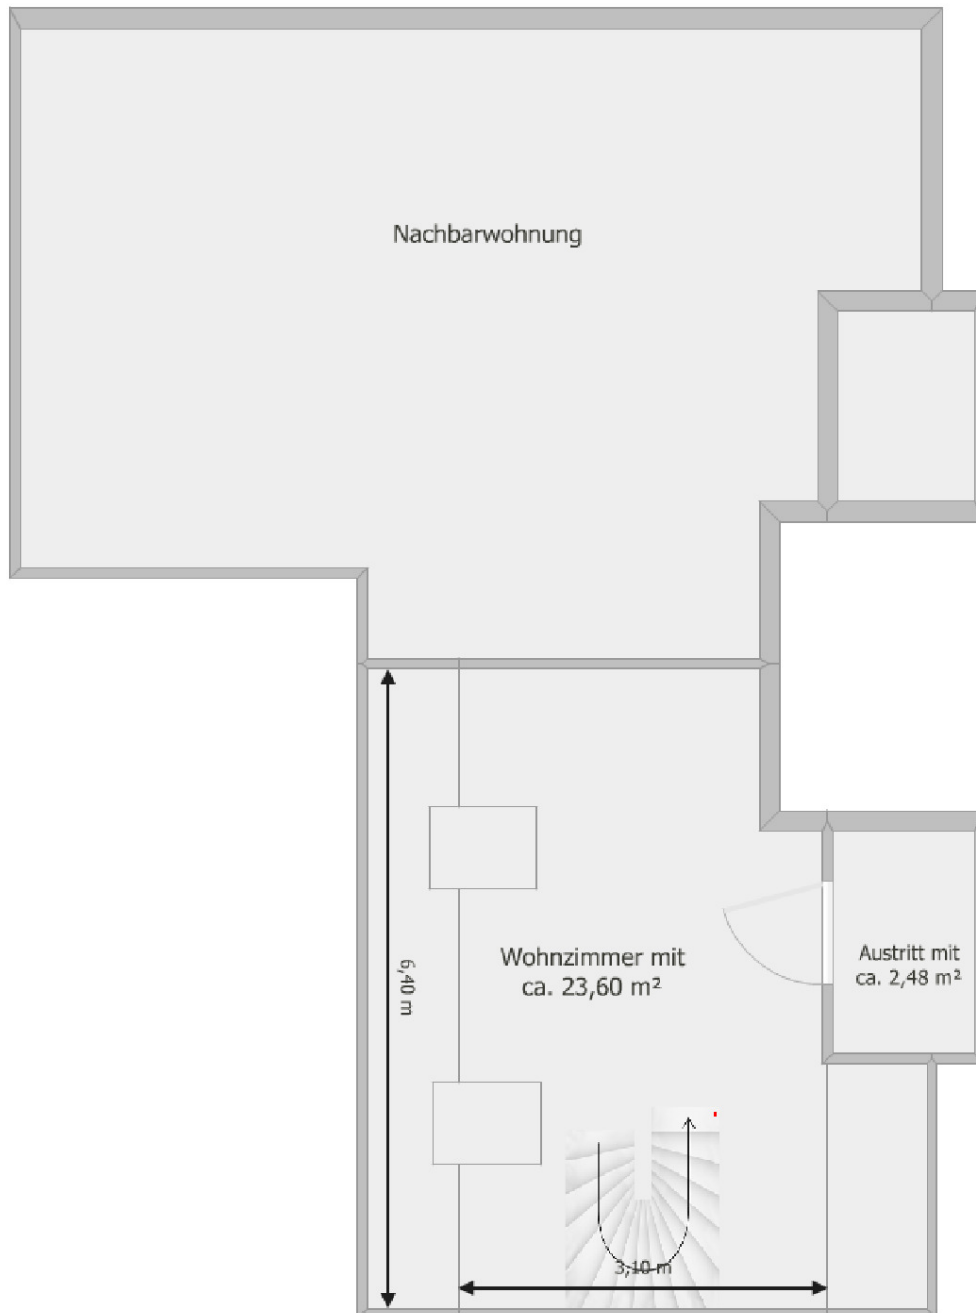 Nachbarwohnung
Wohnzimmer mit
ca. 23,60 m²
Austritt mit
ca. 2,48 m²
6,40 m
3,10 m